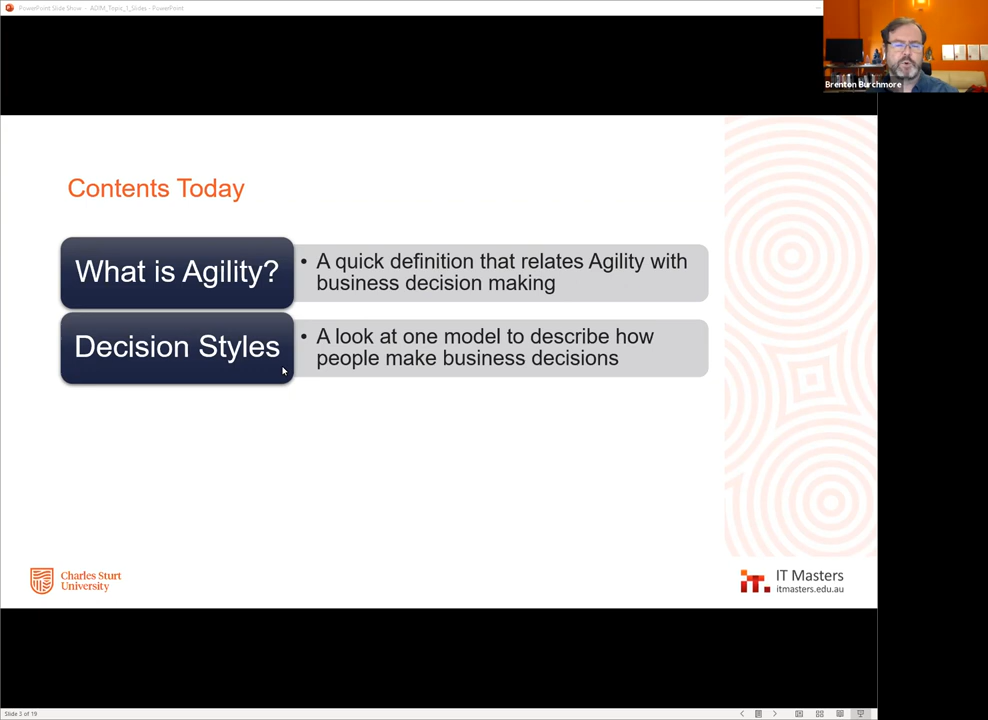 PowerPoint Slide Show - ADIM_Topic_1_Slides - PowerPoint
Brenton Burchmore
Contents Today
What is Agility?
• A quick definition that relates Agility with
business decision making
Decision Styles
• A look at one model to describe how
people make business decisions
Charles Sturt
University
IT Masters
itmasters.edu.au
Slide 3 of 19